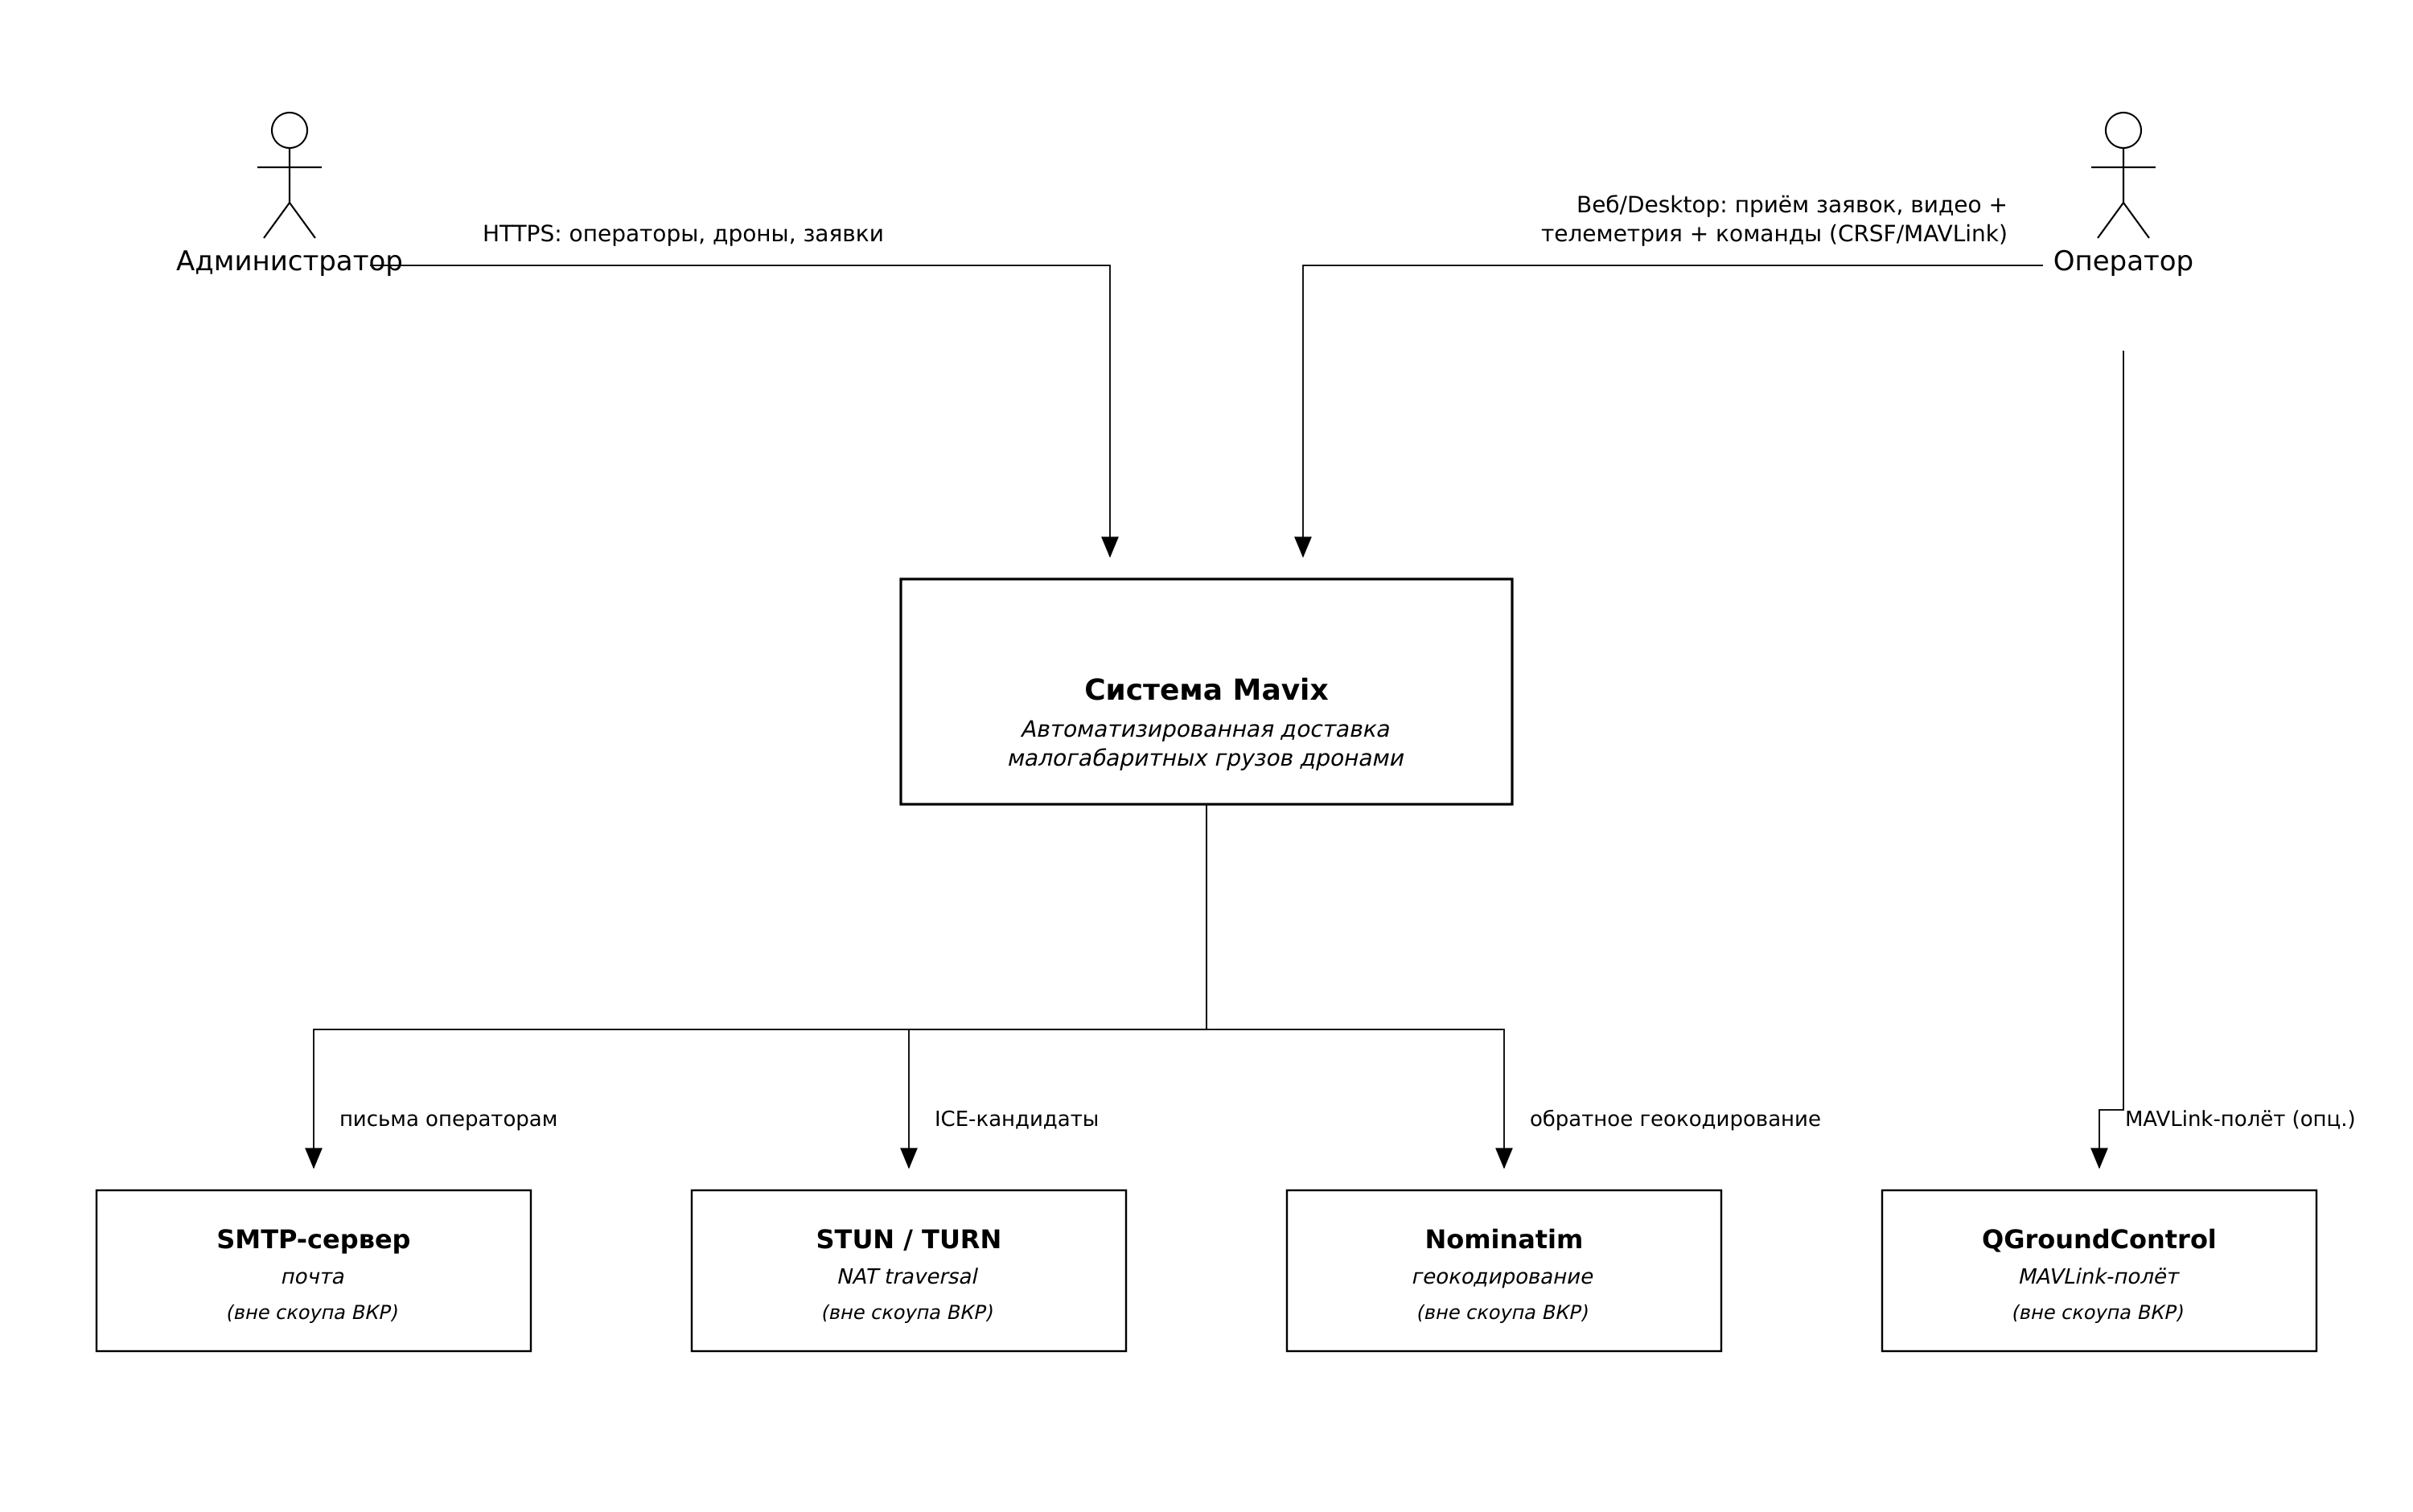 Веб/Desktop: приём заявок, видео +
HTTPS: операторы, дроны, заявки
телеметрия + команды (CRSF/MAVLink)
Администратор
Оператор
Система Mavix
Автоматизированная доставка
малогабаритных грузов дронами
письма операторам
ICE-кандидаты
обратное геокодирование
MAVLink-полёт (опц.)
SMTP-сервер
почта
(вне скоупа ВКР)
STUN / TURN
NAT traversal
(вне скоупа ВКР)
Nominatim
геокодирование
(вне скоупа ВКР)
QGroundControl
MAVLink-полёт
(вне скоупа ВКР)